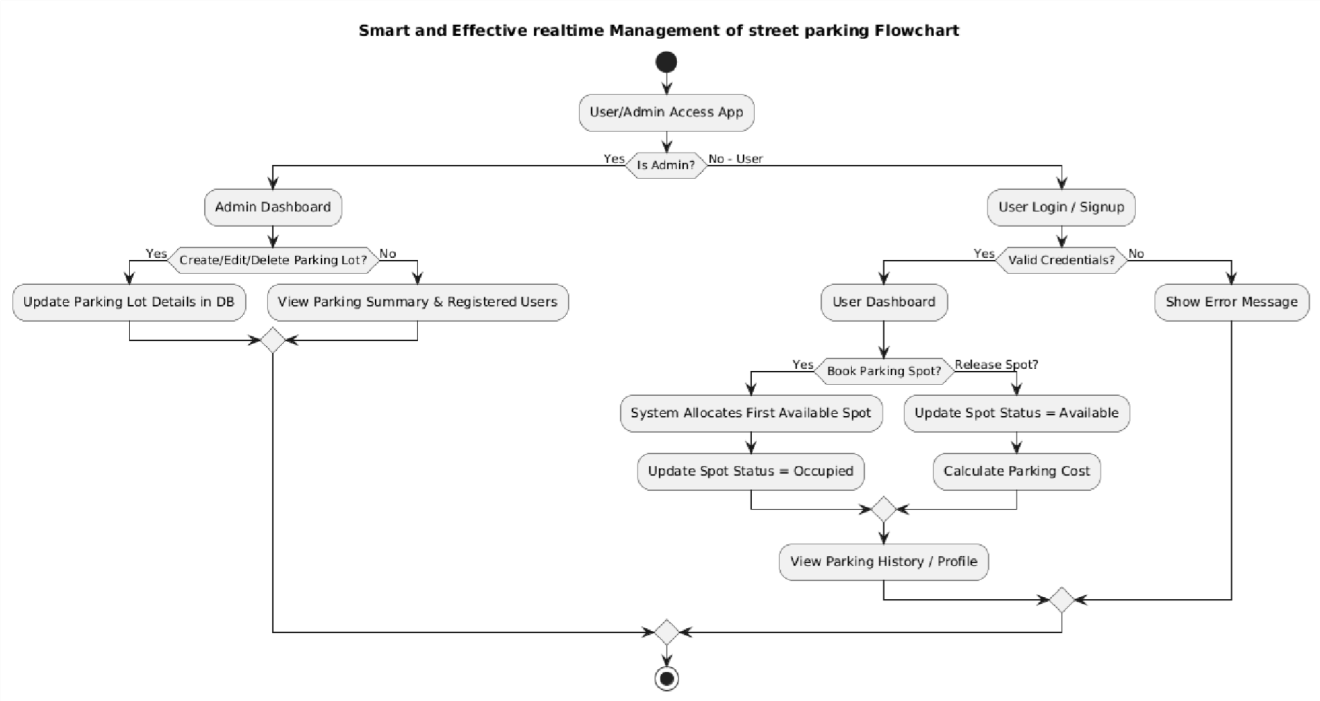 Smart and Effective realtime Management of street parking Flowchart
User/Admin Access App
Yes
Is Admin?
No - User
Admin Dashboard
User Login / Signup
Yes
Create/Edit/Delete Parking Lot?
No
Yes
Valid Credentials?
No
Update Parking Lot Details in DB
View Parking Summary & Registered Users
User Dashboard
Show Error Message
Yes
Book Parking Spot?
Release Spot?
System Allocates First Available Spot
Update Spot Status = Available
Update Spot Status = Occupied
Calculate Parking Cost
View Parking History / Profile